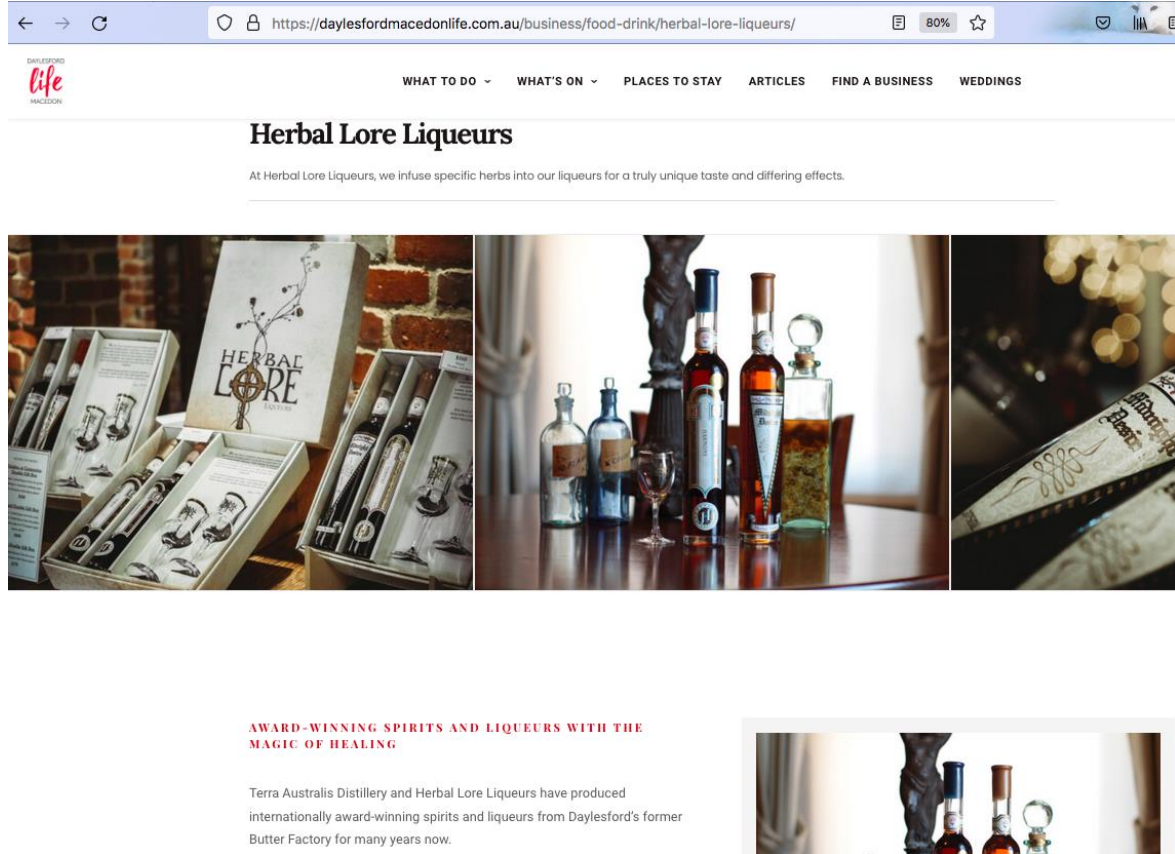 https://daylesfordmacedonlife.com.au/business/food-drink/herbal-lore-liqueurs/
80%
DAYLESFORD
life
MACEDON
WHAT TO DO
WHAT'S ON
PLACES TO STAY
ARTICLES
FIND A BUSINESS
WEDDINGS
Herbal Lore Liqueurs
At Herbal Lore Liqueurs, we infuse specific herbs into our liqueurs for a truly unique taste and differing effects.
HERBAL
LORE
LIQUEURS
Midnight
Desire
AWARD-WINNING SPIRITS AND LIQUEURS WITH THE
MAGIC OF HEALING
Terra Australis Distillery and Herbal Lore Liqueurs have produced
internationally award-winning spirits and liqueurs from Daylesford's former
Butter Factory for many years now.